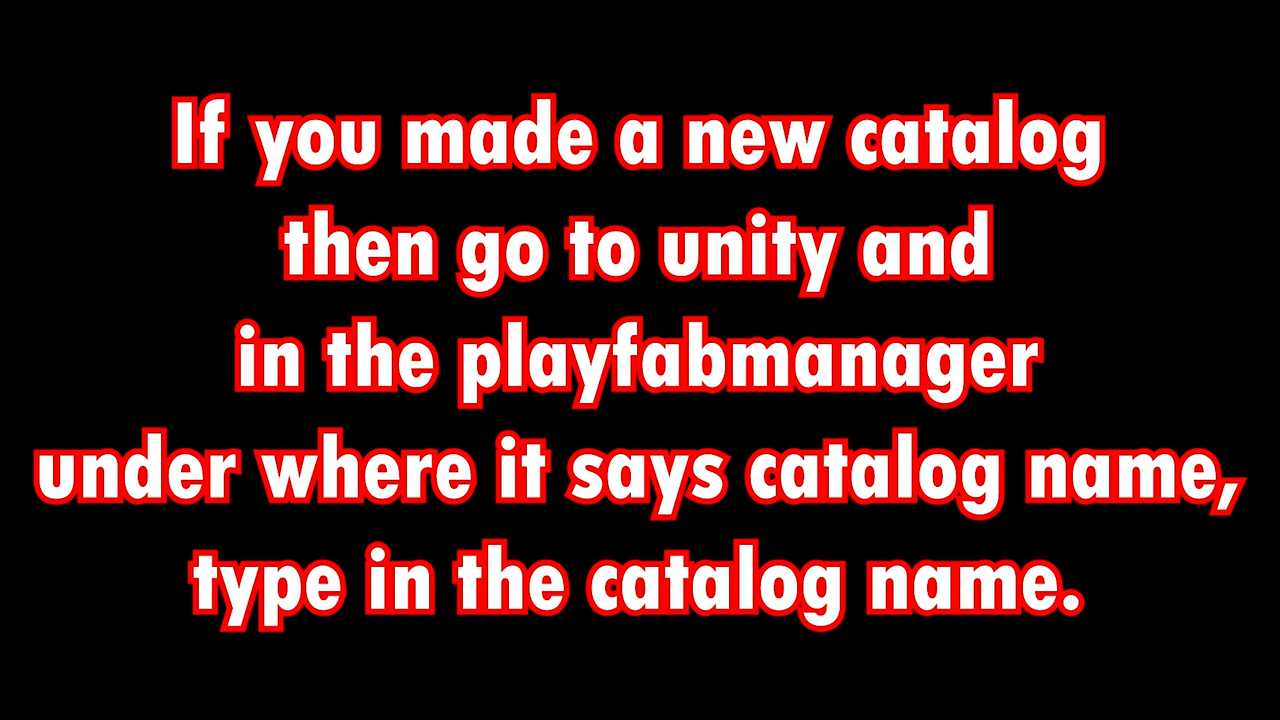 If you made a new catalog
then go to unity and
in the playfabmanager
under where it says catalog name,
type in the catalog name.